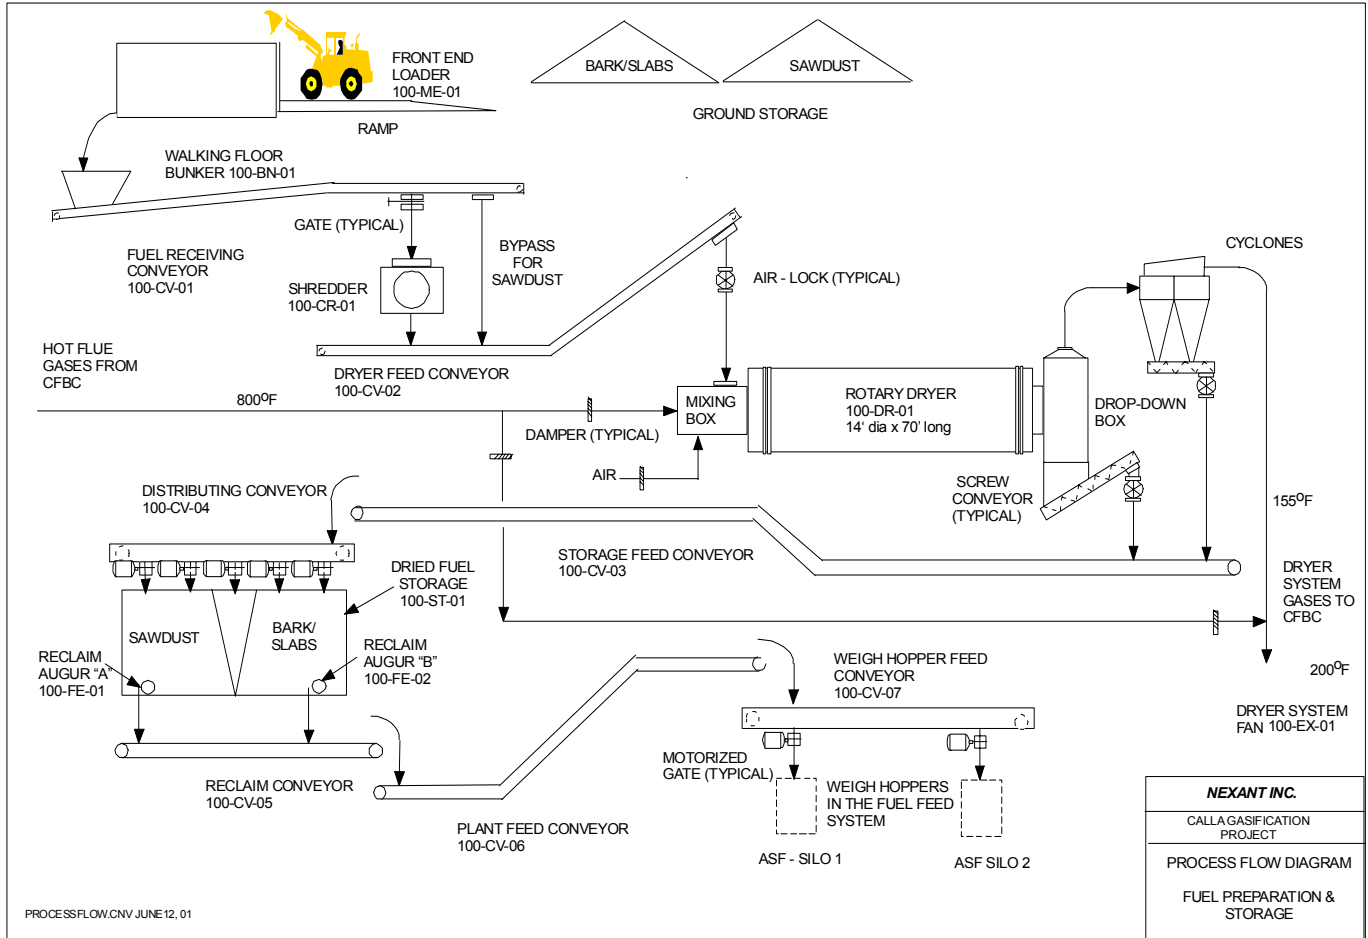 FRONT END
LOADER
100-ME-01
RAMP
BARK/SLABS
SAWDUST
GROUND STORAGE
WALKING FLOOR
BUNKER 100-BN-01
GATE (TYPICAL)
FUEL RECEIVING
CONVEYOR
100-CV-01
SHREDDER
100-CR-01
BYPASS
FOR
SAWDUST
AIR - LOCK (TYPICAL)
CYCLONES
HOT FLUE
GASES FROM
CFBC
DRYER FEED CONVEYOR
100-CV-02
800ºF
DAMPER (TYPICAL)
MIXING
BOX
ROTARY DRYER
100-DR-01
14' dia x 70' long
DROP-DOWN
BOX
AIR
SCREW
CONVEYOR
(TYPICAL)
155ºF
DISTRIBUTING CONVEYOR
100-CV-04
STORAGE FEED CONVEYOR
100-CV-03
DRIED FUEL
STORAGE
100-ST-01
DRYER
SYSTEM
GASES TO
CFBC
SAWDUST
BARK/
SLABS
RECLAIM
AUGUR "A"
100-FE-01
RECLAIM
AUGUR "B"
100-FE-02
WEIGH HOPPER FEED
CONVEYOR
100-CV-07
200ºF
DRYER SYSTEM
FAN 100-EX-01
RECLAIM CONVEYOR
100-CV-05
MOTORIZED
GATE (TYPICAL)
WEIGH HOPPERS
IN THE FUEL FEED
SYSTEM
PLANT FEED CONVEYOR
100-CV-06
ASF - SILO 1
ASF SILO 2
NEXANT INC.
CALLA GASIFICATION
PROJECT
PROCESS FLOW DIAGRAM
FUEL PREPARATION &
STORAGE
PROCESSFLOW.CNV JUNE12, 01